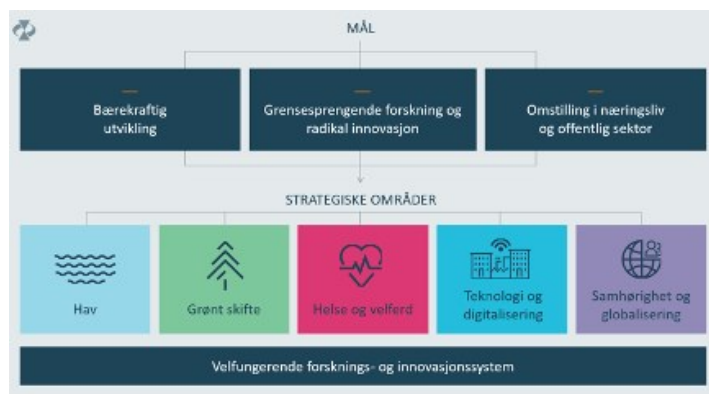 MÅL
Bærekraftig
utvikling
Grensesprengende forskning og
radikal innovasjon
Omstilling i næringsliv
og offentlig sektor
STRATEGISKE OMRÅDER
Hav
Grønt skifte
Helse og velferd
Teknologi og
digitalisering
Samhørighet og
globalisering
Velfungerende forsknings- og innovasjonssystem